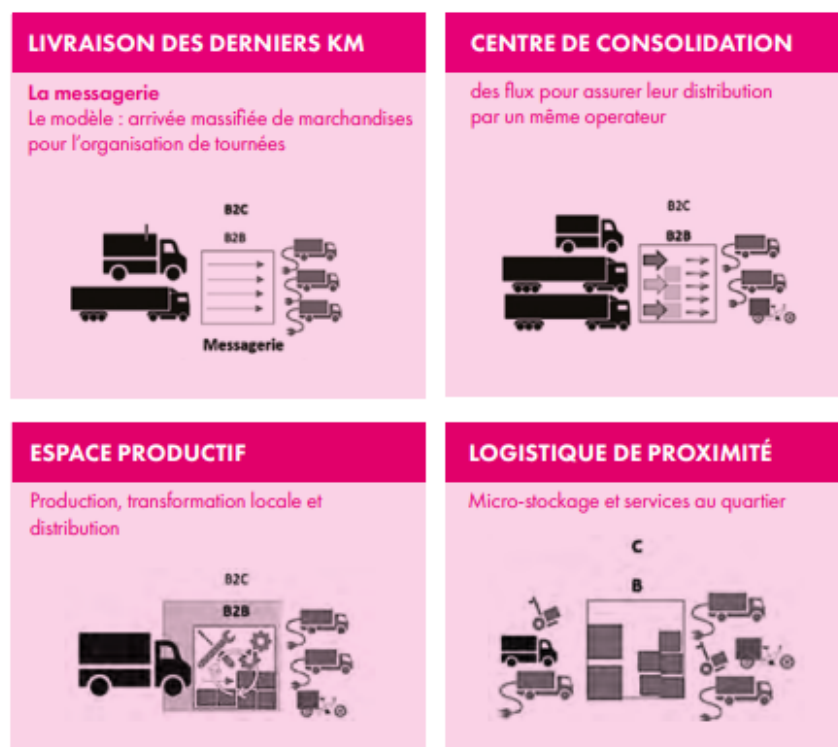 LIVRAISON DES DERNIERS KM
La messagerie
Le modèle : arrivée massifiée de marchandises
pour l'organisation de tournées
B2C
B2B
Messagerie
CENTRE DE CONSOLIDATION
des flux pour assurer leur distribution
par un même operateur
B2C
B2B
ESPACE PRODUCTIF
Production, transformation locale et
distribution
B2C
B2B
LOGISTIQUE DE PROXIMITÉ
Micro-stockage et services au quartier
C
B